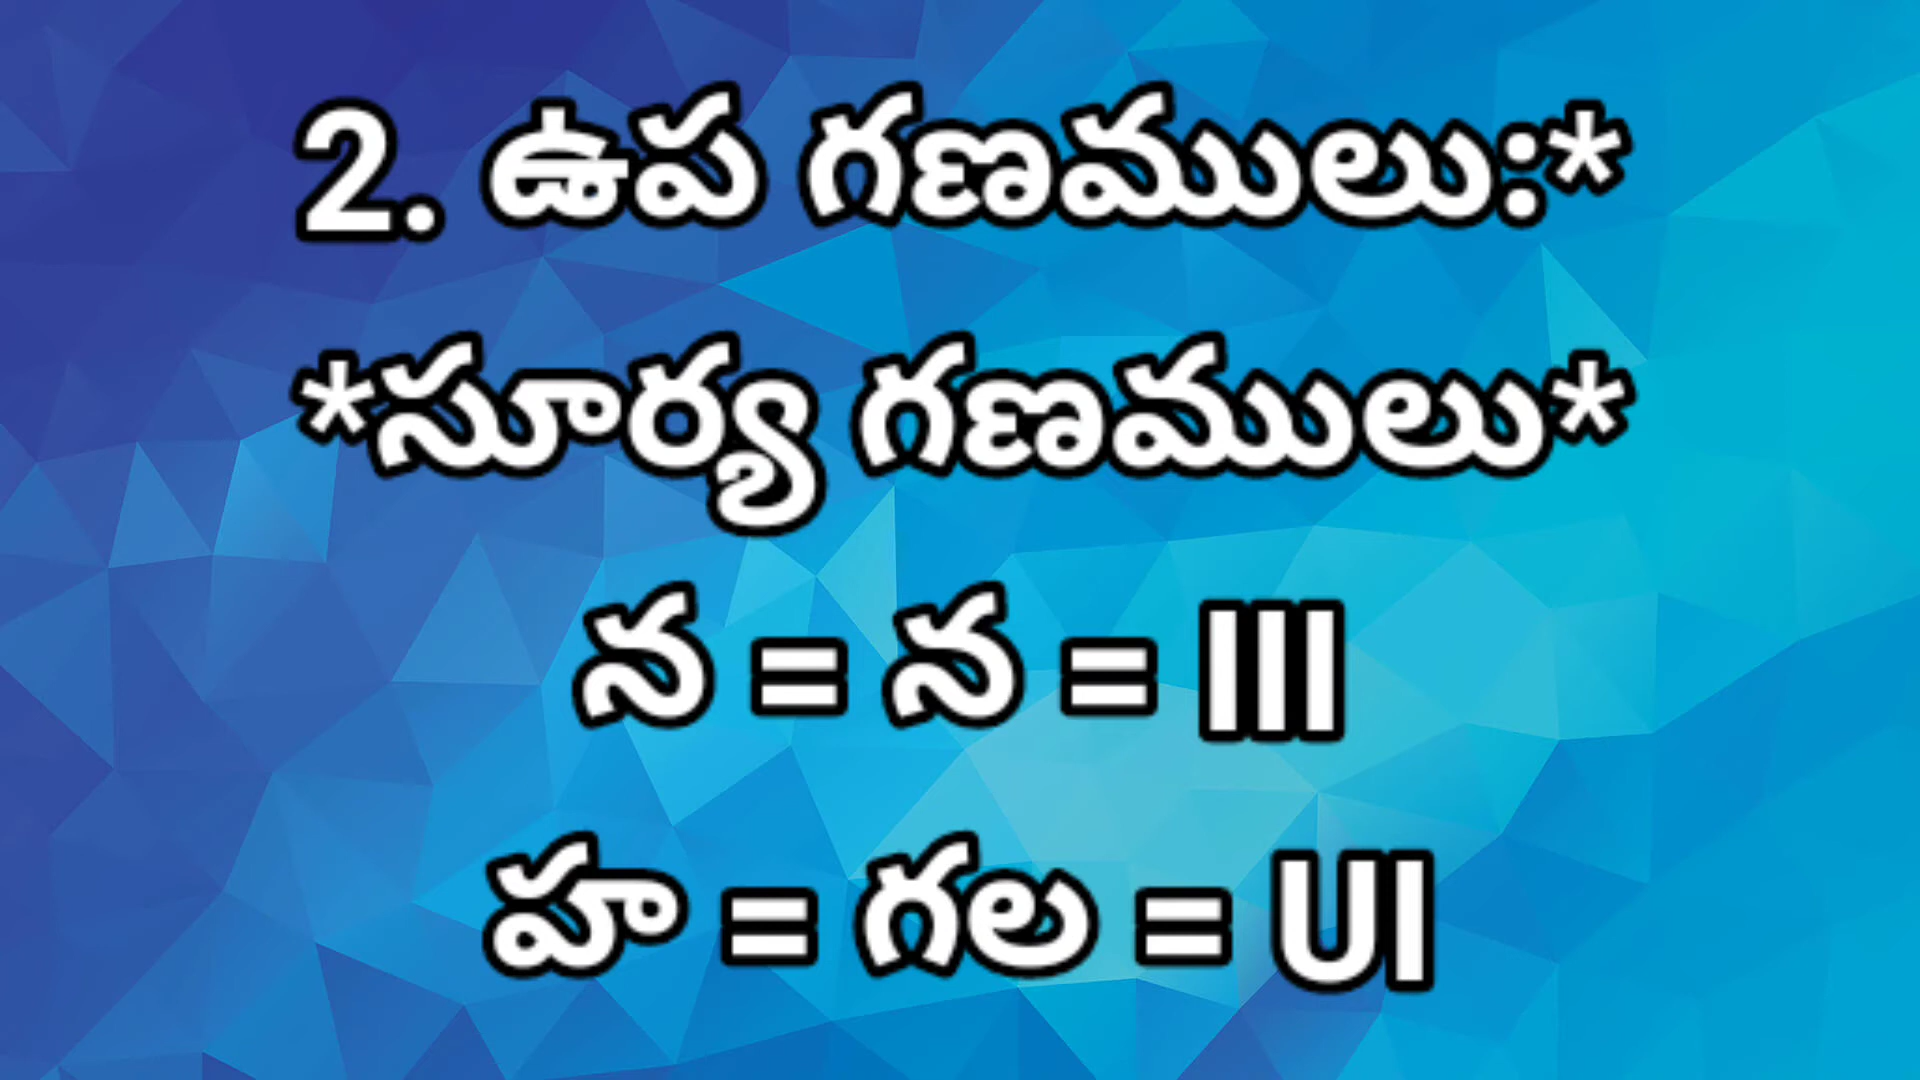 2. ఉప గణములు:*
*సూర్య గణములు*
న = న = III
హ = గల = UI